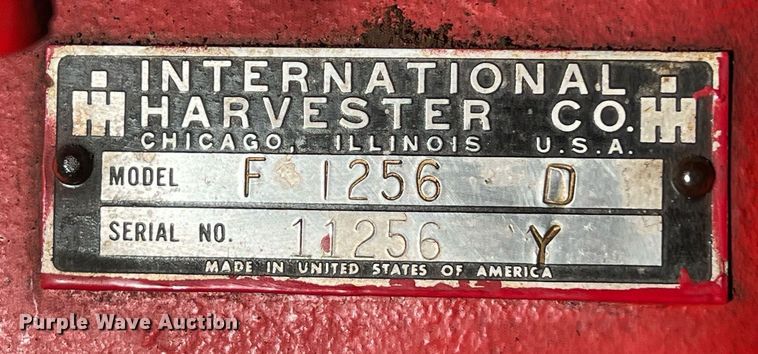 INTERNATIONAL
HARVESTER CO.
CHICAGO, ILLINOIS U.S.A.
MODEL F 1256 D
SERIAL NO. 11256 Y
MADE IN UNITED STATES OF AMERICA
Purple Wave Auction